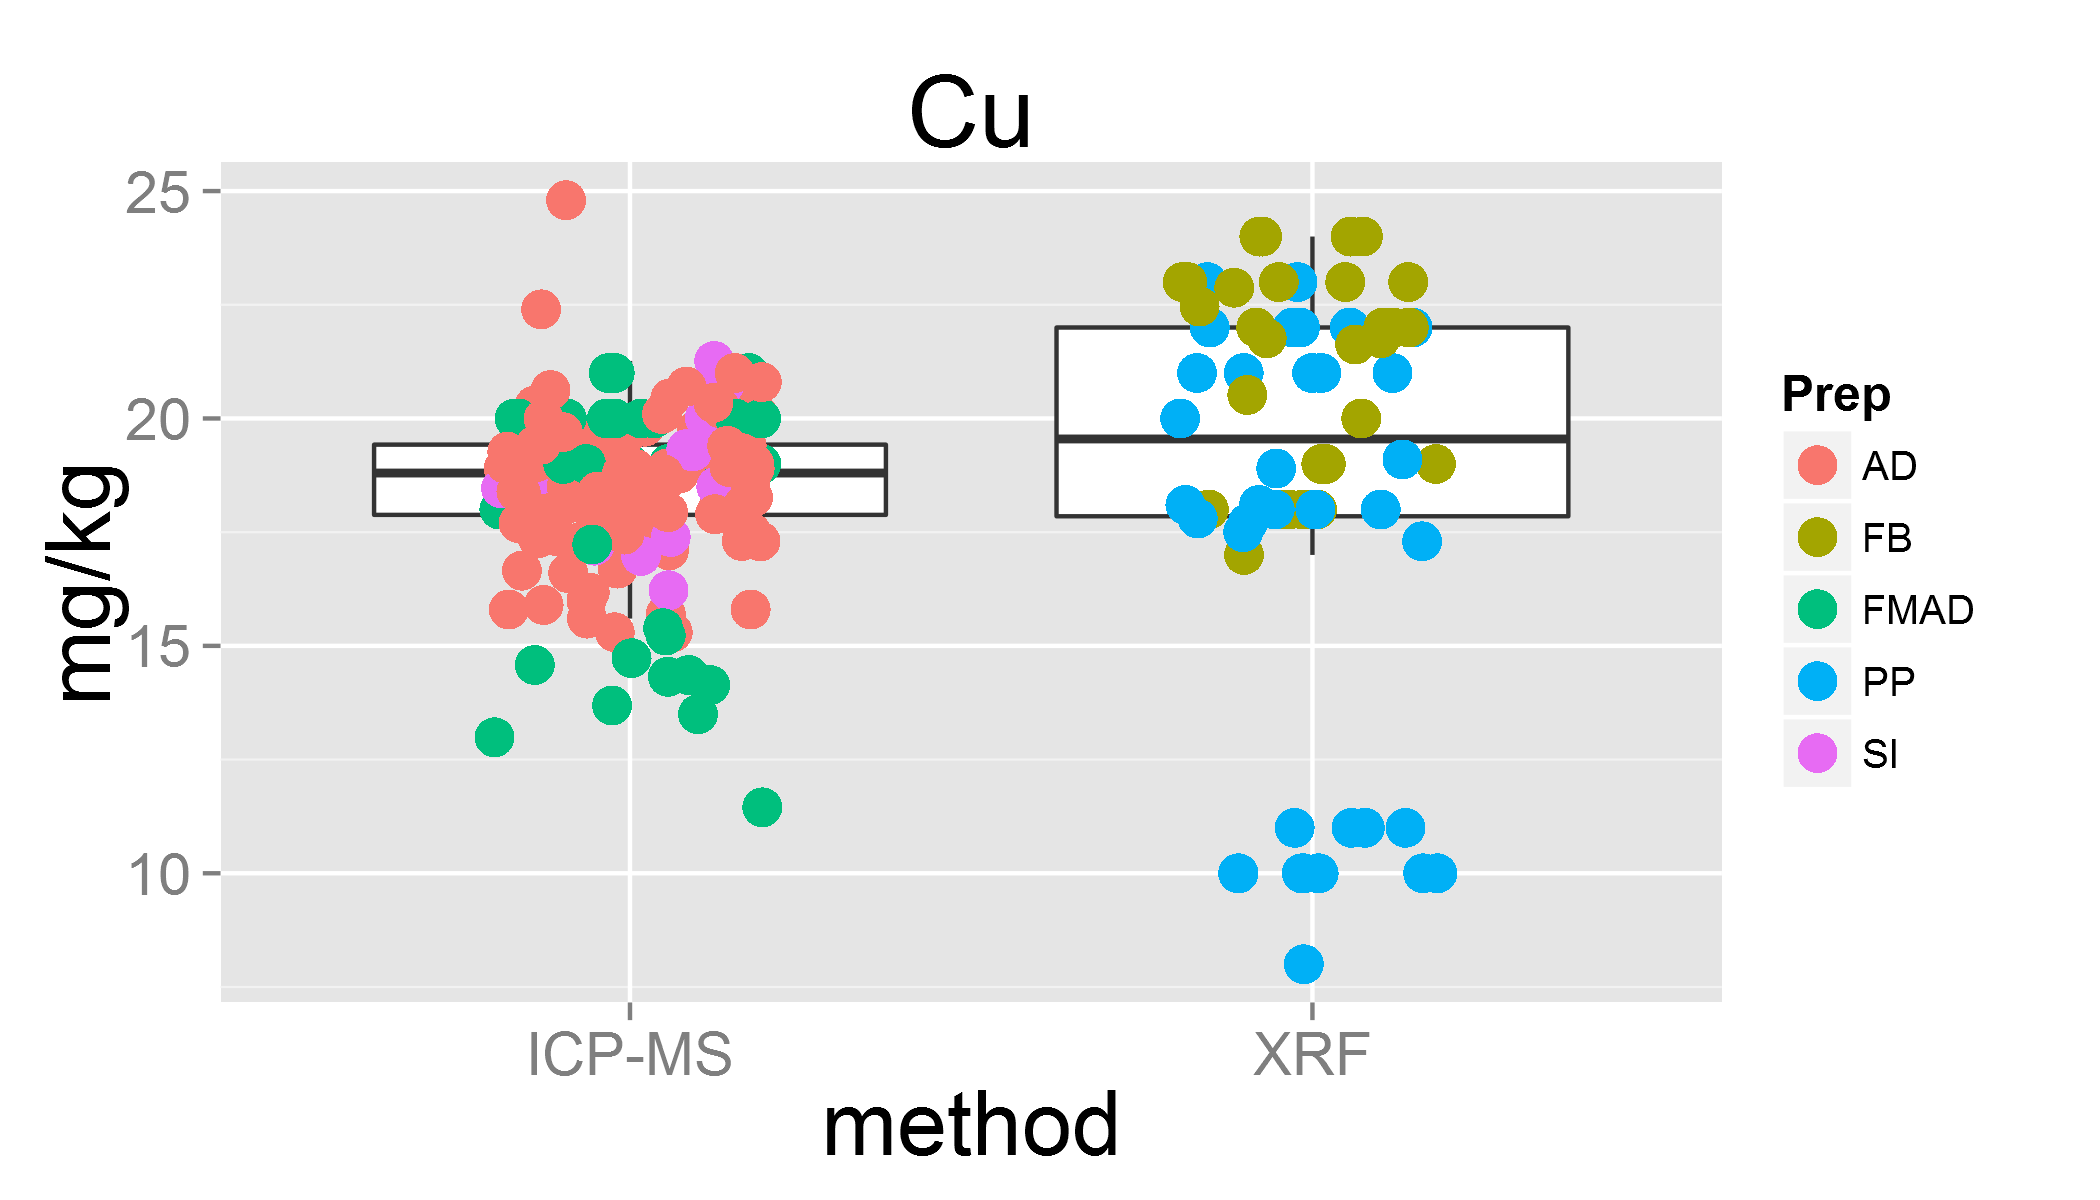 Cu
mg/kg
25
20
15
10
ICP-MS
XRF
method
Prep
AD
FB
FMAD
PP
SI